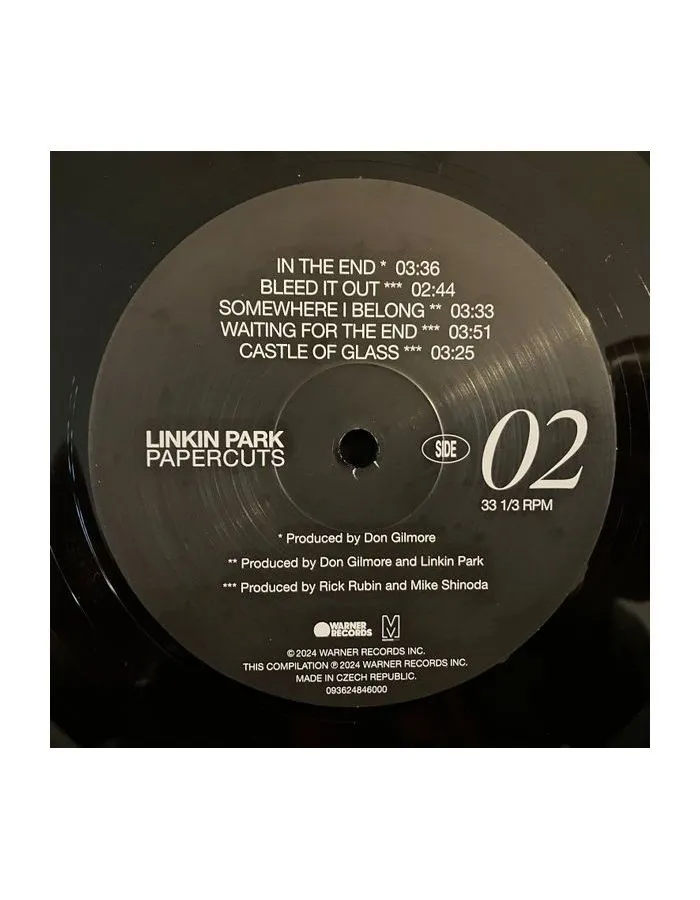 IN THE END * 03:36
BLEED IT OUT *** 02:44
SOMEWHERE I BELONG ** 03:33
WAITING FOR THE END *** 03:51
CASTLE OF GLASS *** 03:25
LINKIN PARK
PAPERCUTS
SIDE 02
33 1/3 RPM
* Produced by Don Gilmore
** Produced by Don Gilmore and Linkin Park
*** Produced by Rick Rubin and Mike Shinoda
WARNER
RECORDS
© 2024 WARNER RECORDS INC.
THIS COMPILATION ℗ 2024 WARNER RECORDS INC.
MADE IN CZECH REPUBLIC.
093624846000